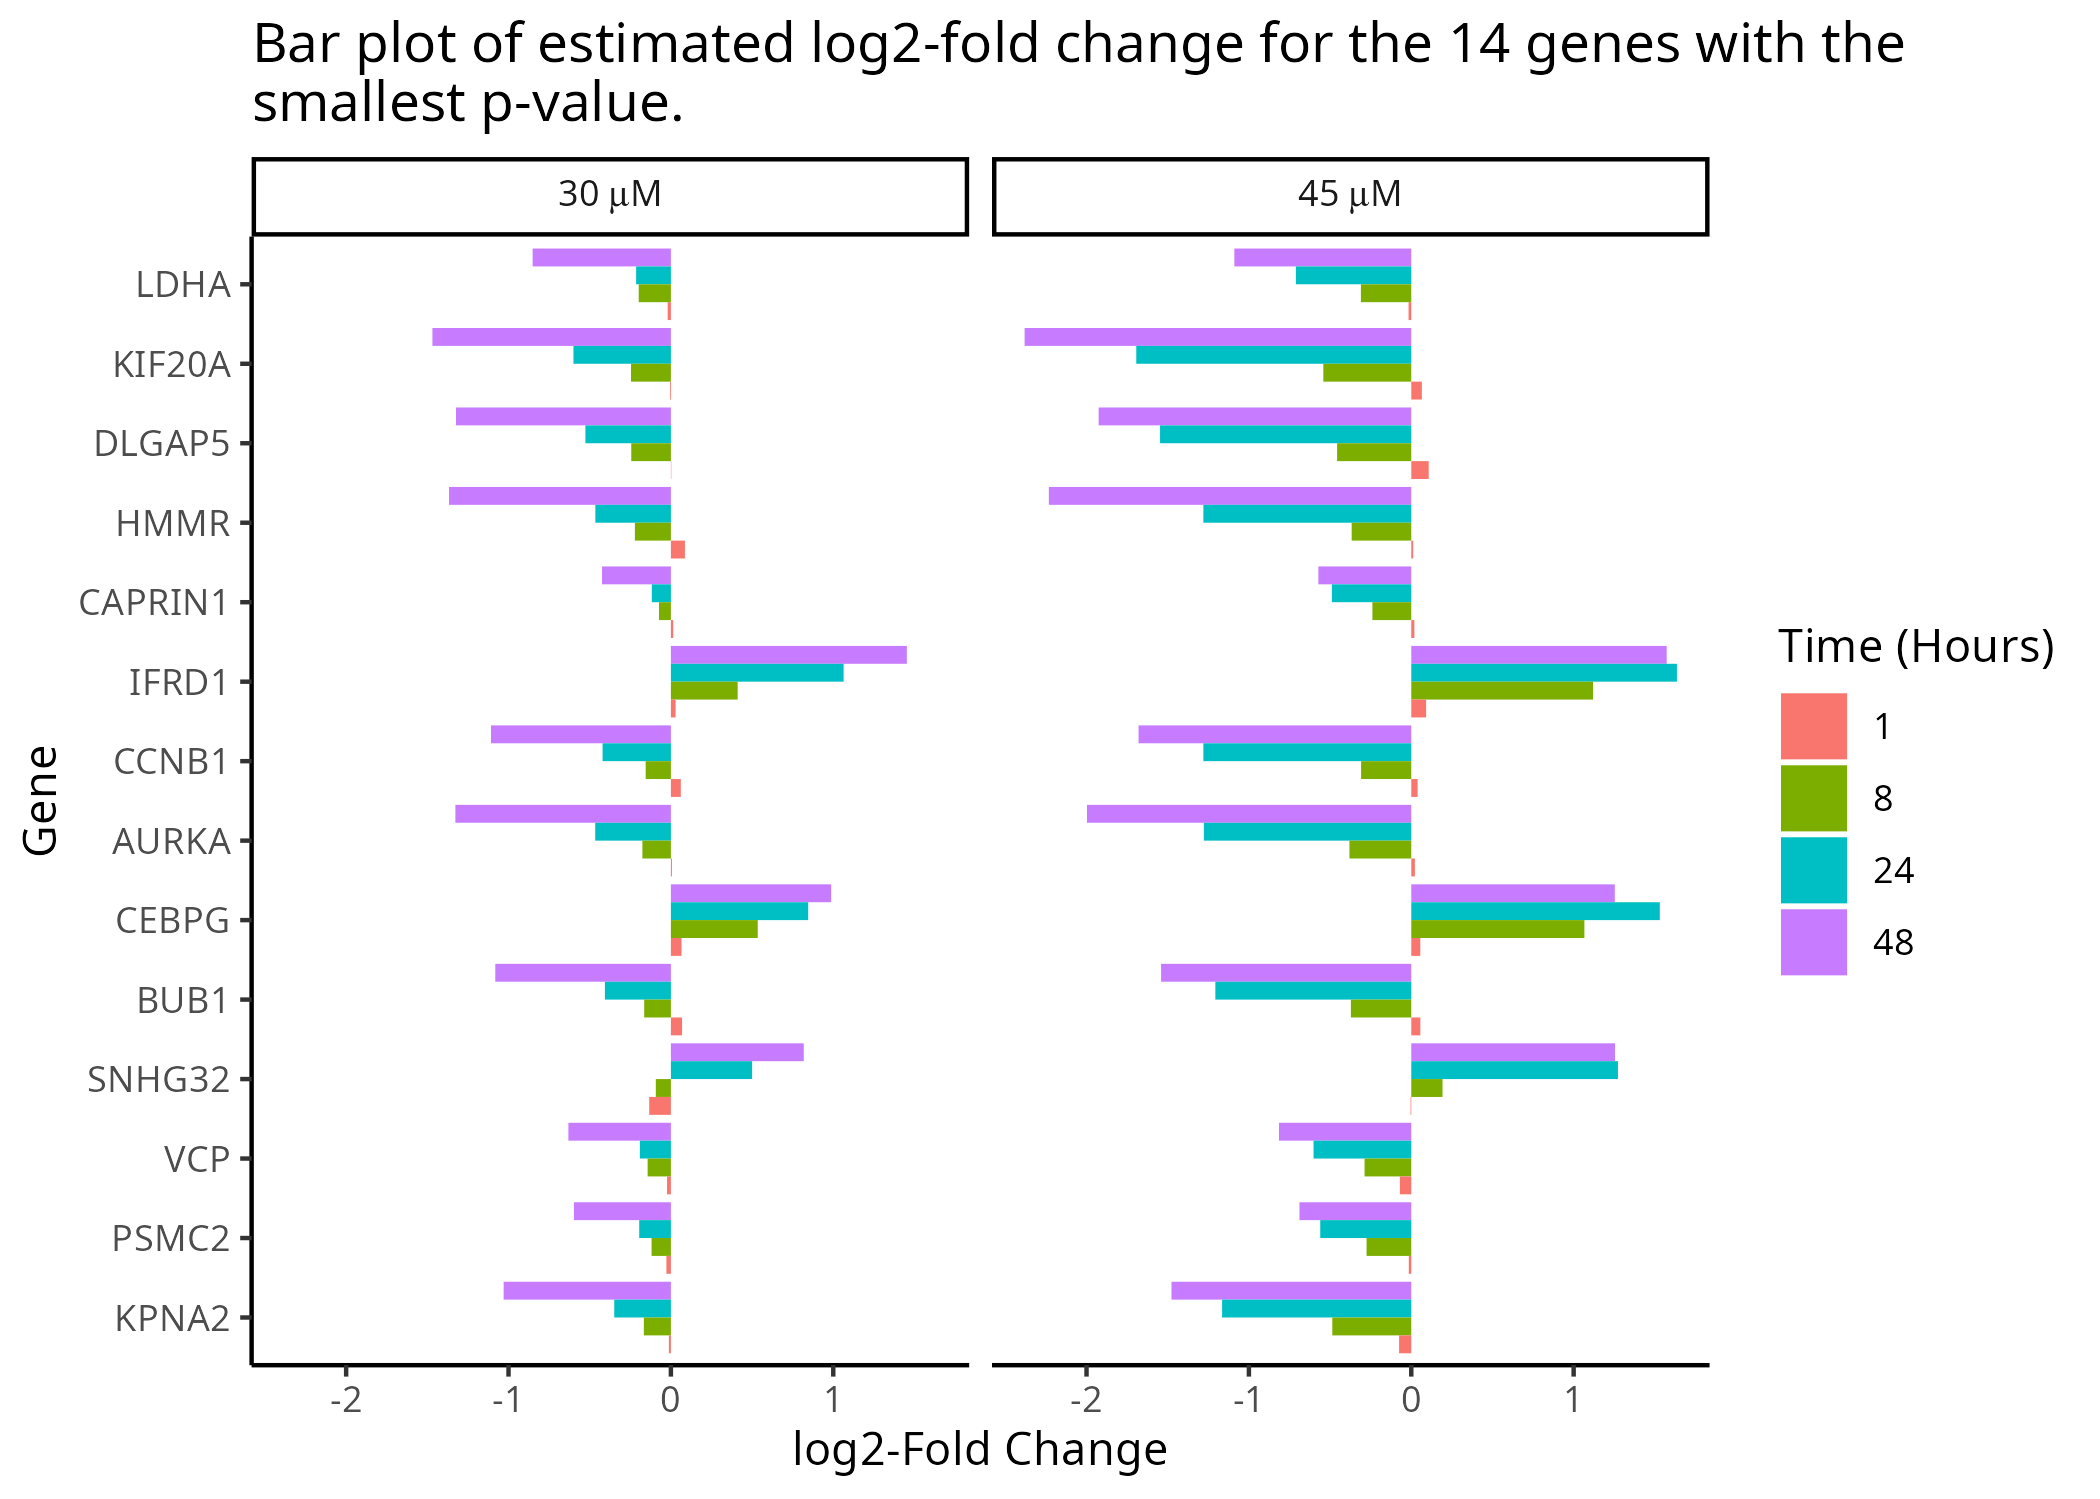 Bar plot of estimated log2-fold change for the 14 genes with the
smallest p-value.
30 μM
45 μM
LDHA
KIF20A
DLGAP5
HMMR
CAPRIN1
IFRD1
CCNB1
AURKA
CEBPG
BUB1
SNHG32
VCP
PSMC2
KPNA2
Gene
-2 -1 0 1
-2 -1 0 1
log2-Fold Change
Time (Hours)
1
8
24
48